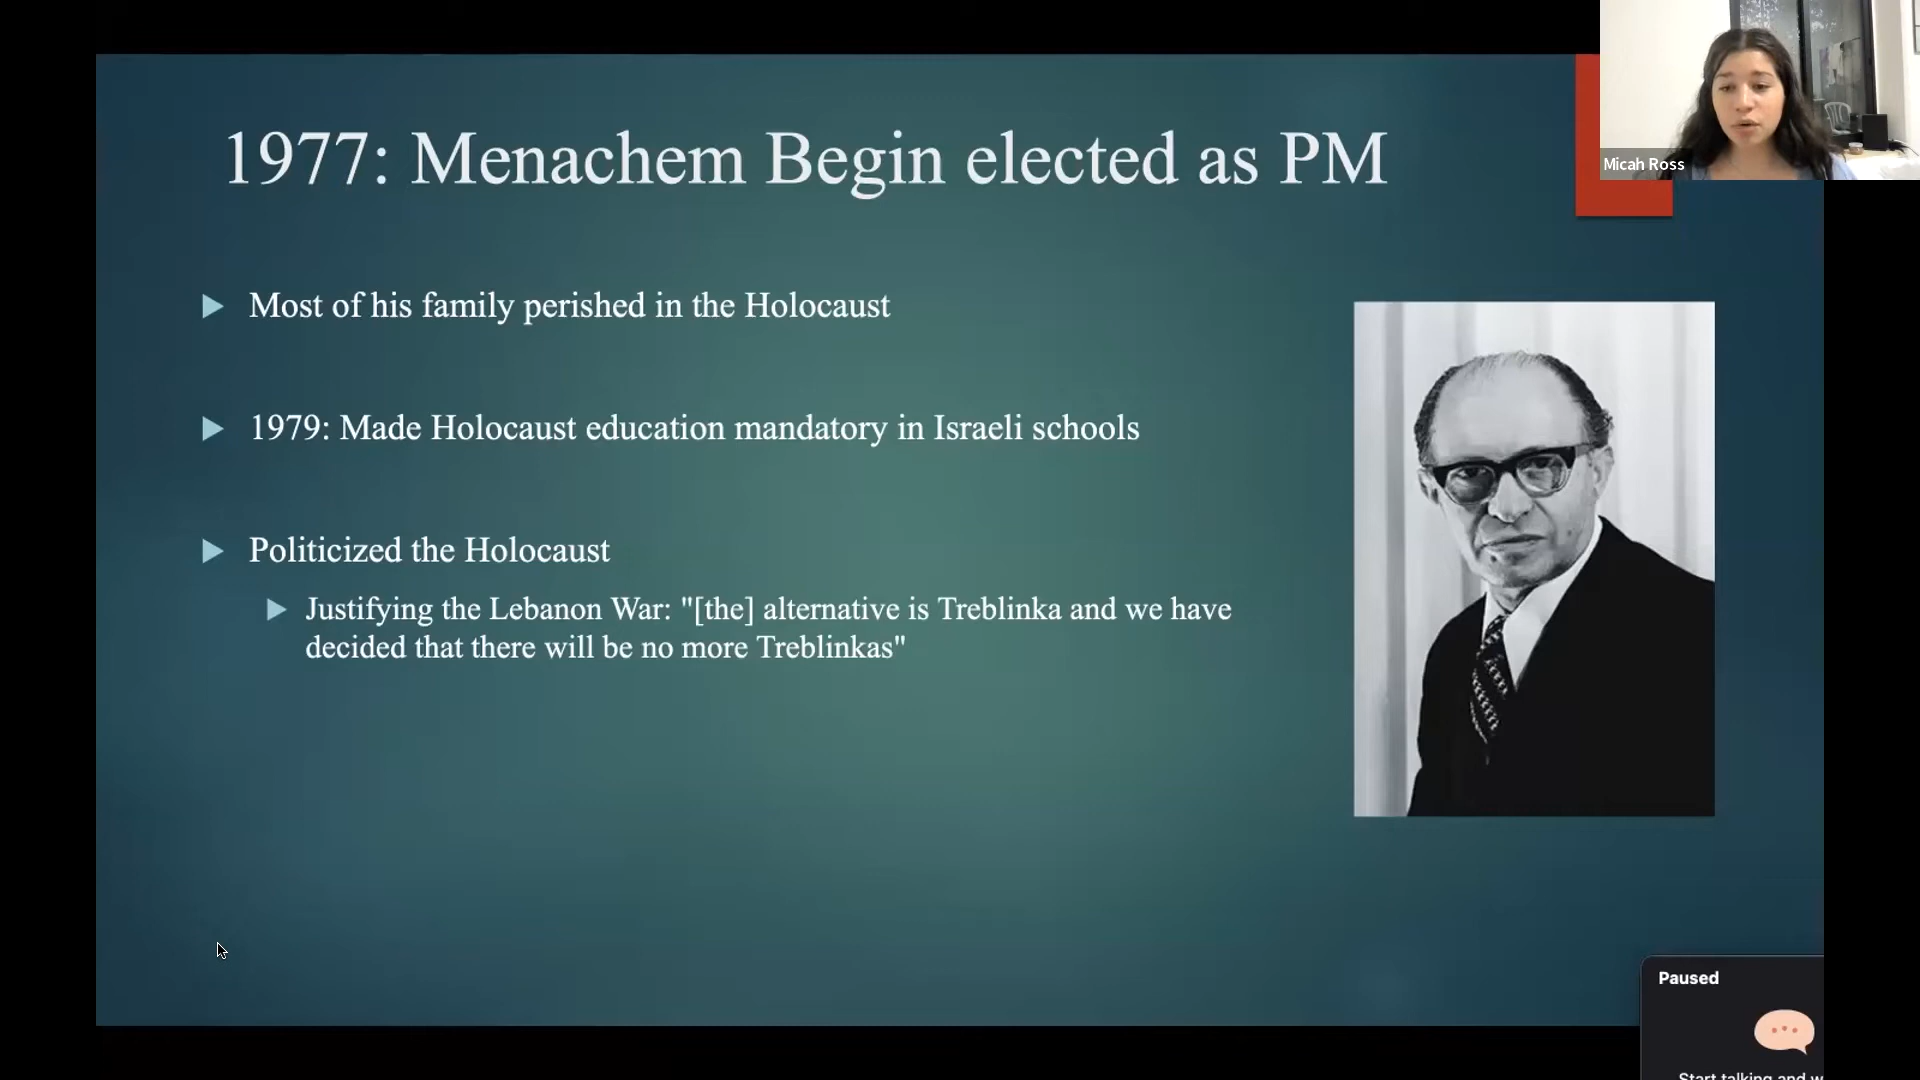 1977: Menachem Begin elected as PM
Micah Ross
Most of his family perished in the Holocaust
1979: Made Holocaust education mandatory in Israeli schools
Politicized the Holocaust
Justifying the Lebanon War: "[the] alternative is Treblinka and we have
decided that there will be no more Treblinkas"
Paused
Start talking and